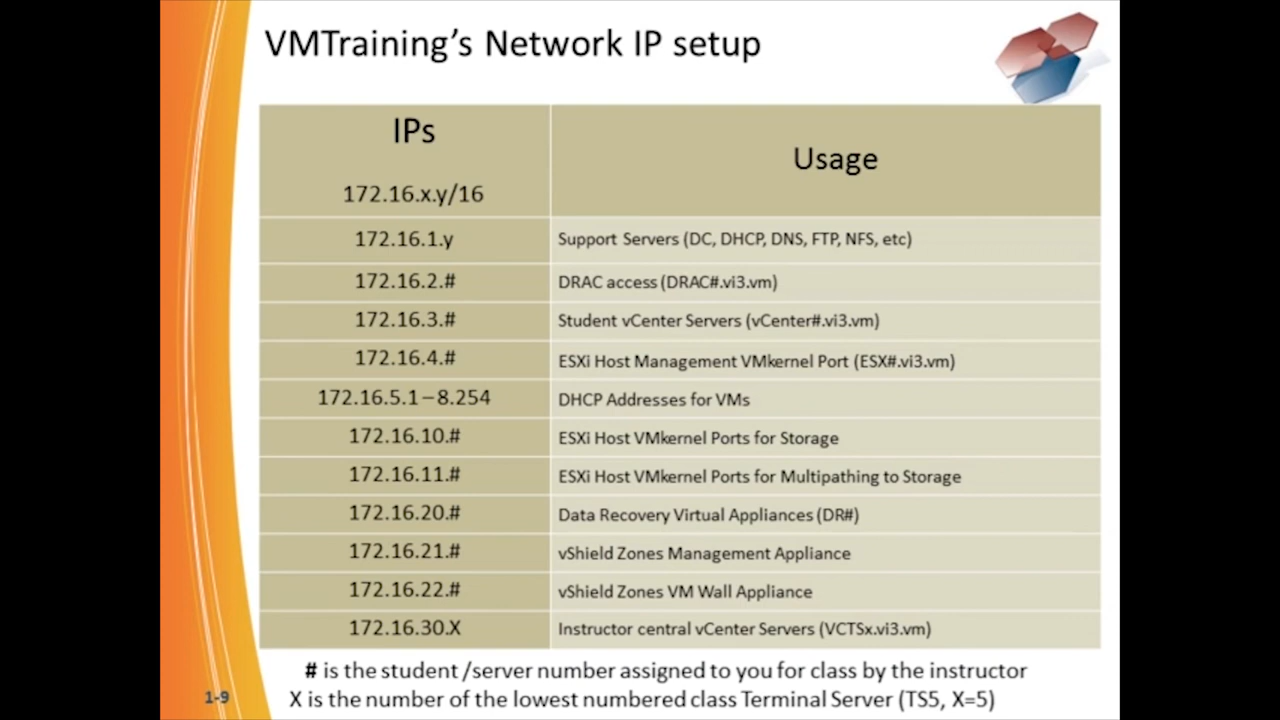 VMTraining's Network IP setup
IPs
172.16.x.y/16
Usage
172.16.1.y Support Servers (DC, DHCP, DNS, FTP, NFS, etc)
172.16.2.# DRAC access (DRAC#.vi3.vm)
172.16.3.# Student vCenter Servers (vCenter#.vi3.vm)
172.16.4.# ESXi Host Management VMkernel Port (ESX#.vi3.vm)
172.16.5.1 – 8.254 DHCP Addresses for VMs
172.16.10.# ESXi Host VMkernel Ports for Storage
172.16.11.# ESXi Host VMkernel Ports for Multipathing to Storage
172.16.20.# Data Recovery Virtual Appliances (DR#)
172.16.21.# vShield Zones Management Appliance
172.16.22.# vShield Zones VM Wall Appliance
172.16.30.X Instructor central vCenter Servers (VCTSx.vi3.vm)
# is the student /server number assigned to you for class by the instructor
X is the number of the lowest numbered class Terminal Server (TS5, X=5)
1-9